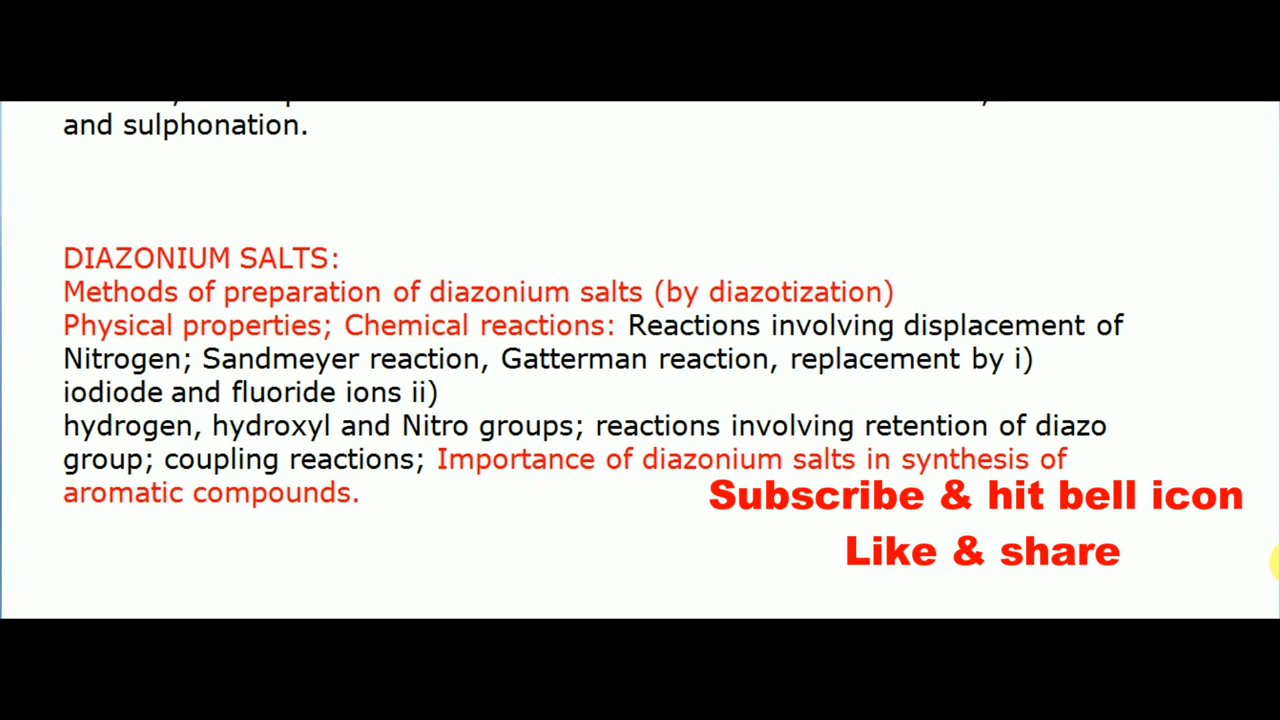 and sulphonation.
DIAZONIUM SALTS:
Methods of preparation of diazonium salts (by diazotization)
Physical properties; Chemical reactions: Reactions involving displacement of
Nitrogen; Sandmeyer reaction, Gatterman reaction, replacement by i)
iodiode and fluoride ions ii)
hydrogen, hydroxyl and Nitro groups; reactions involving retention of diazo
group; coupling reactions; Importance of diazonium salts in synthesis of
aromatic compounds.
Subscribe & hit bell icon
Like & share